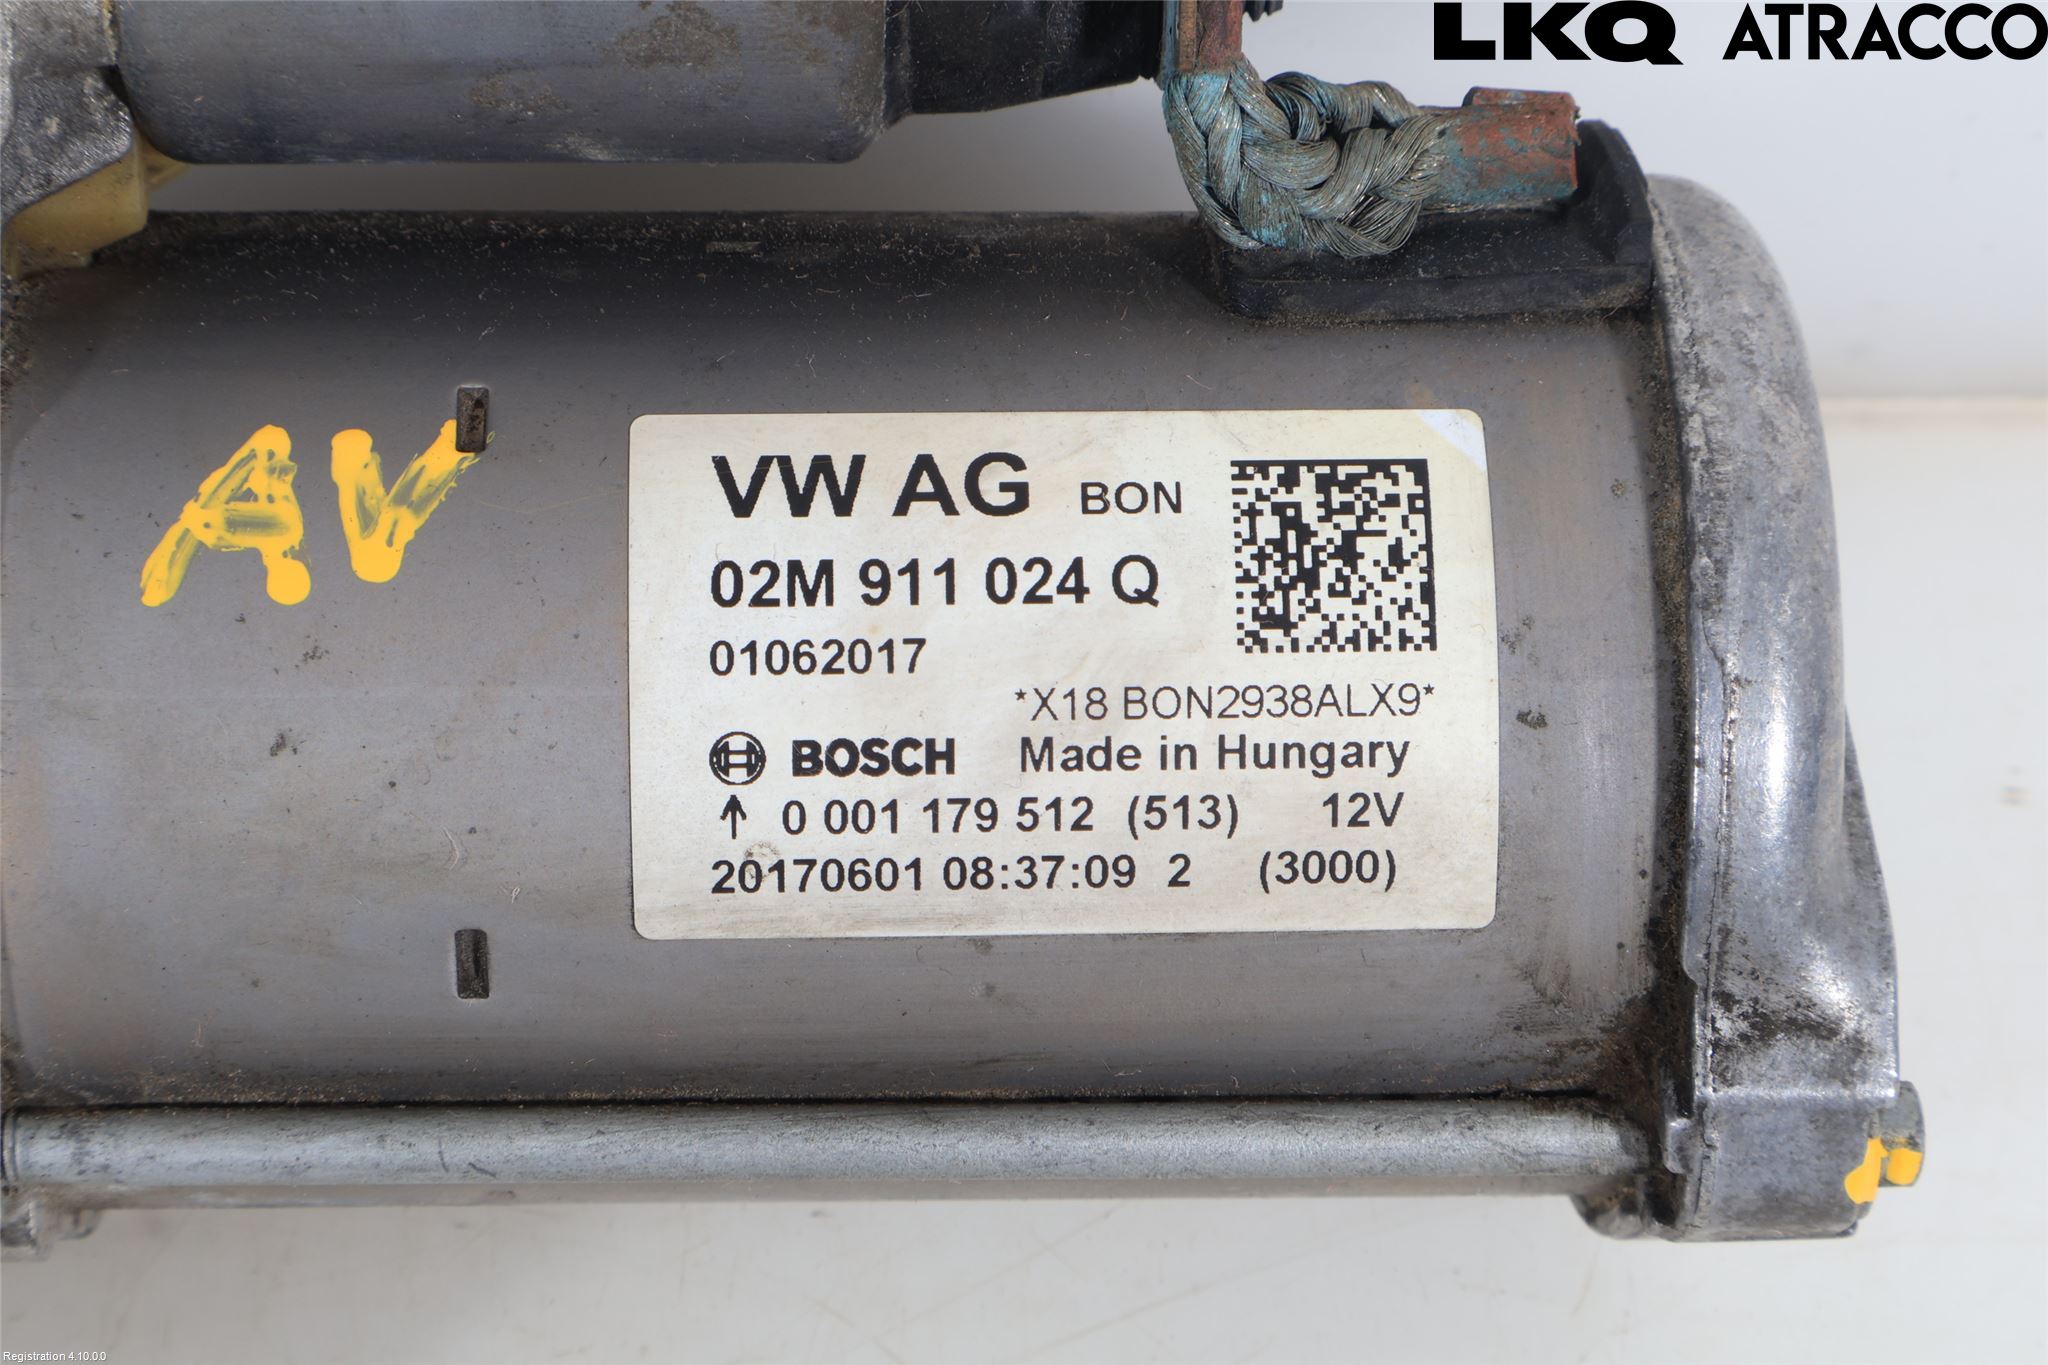 LKQ ATRACCO
AV
VW AG BON
02M 911 024 Q
01062017
*X18 BON2938ALX9*
BOSCH Made in Hungary
↑ 0 001 179 512 (513) 12V
20170601 08:37:09 2 (3000)
Registration 4.10.0.0